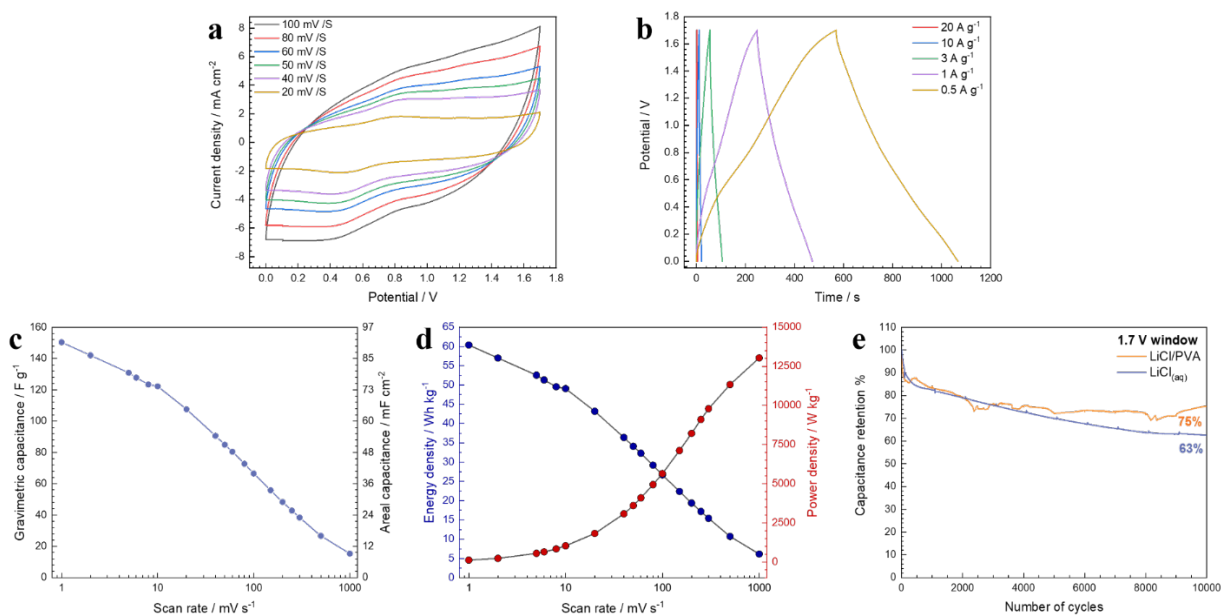 a
100 mV /S
80 mV /S
60 mV /S
50 mV /S
40 mV /S
20 mV /S
8
6
4
2
0
-2
-4
-6
-8
Current density / mA cm-2
0.0 0.2 0.4 0.6 0.8 1.0 1.2 1.4 1.6 1.8
Potential / V
b
20 A g-1
10 A g-1
3 A g-1
1 A g-1
0.5 A g-1
1.8
1.6
1.4
1.2
1.0
0.8
0.6
0.4
0.2
0.0
Potential / V
0 200 400 600 800 1000 1200
Time / s
c
160
140
120
100
80
60
40
20
0
Gravimetric capacitance / F g-1
97
85
73
60
48
36
24
12
0
Areal capacitance / mF cm-2
1 10 100 1000
Scan rate / mV s-1
d
65
60
55
50
45
40
35
30
25
20
15
10
5
0
Energy density / Wh kg-1
15000
12500
10000
7500
5000
2500
0
Power density / W kg-1
1 10 100 1000
Scan rate / mV s-1
e
1.7 V window
LiCl/PVA
LiCl(aq)
75%
63%
110
100
90
80
70
60
50
40
30
20
10
0
Capacitance retention %
0 2000 4000 6000 8000 10000
Number of cycles